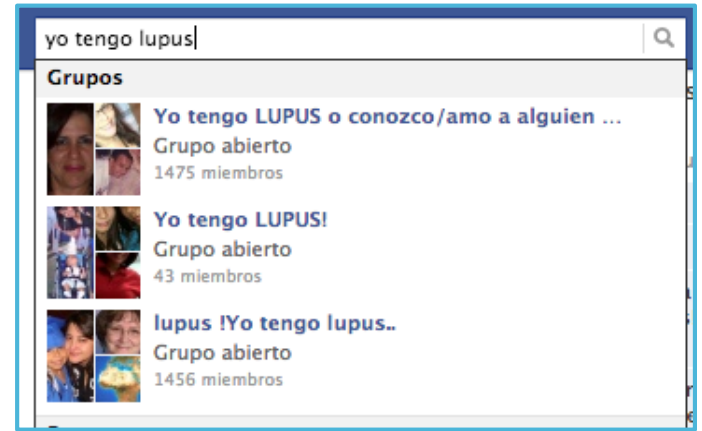 yo tengo lupus
Grupos
Yo tengo LUPUS o conozco/amo a alguien ...
Grupo abierto
1475 miembros
Yo tengo LUPUS!
Grupo abierto
43 miembros
lupus !Yo tengo lupus..
Grupo abierto
1456 miembros